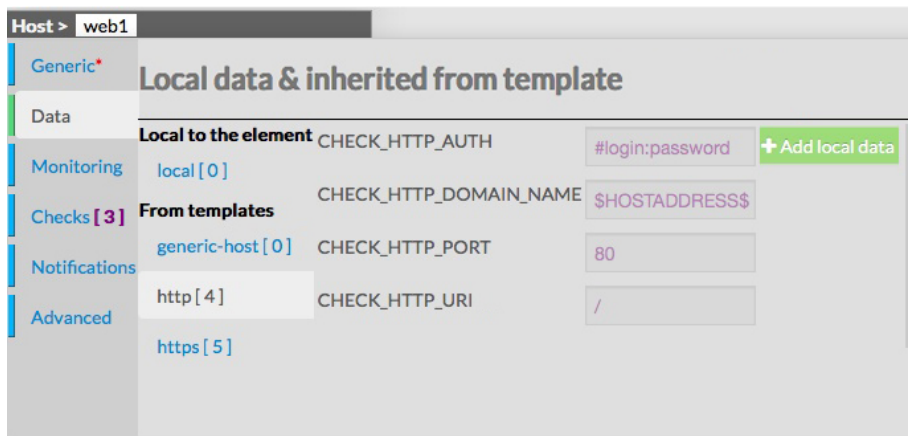 Host > web1
Generic*
Data
Monitoring
Checks [ 3 ]
Notifications
Advanced
Local data & inherited from template
Local to the element
local [ 0 ]
From templates
generic-host [ 0 ]
http [ 4 ]
https [ 5 ]
CHECK_HTTP_AUTH #login:password
CHECK_HTTP_DOMAIN_NAME $HOSTADDRESS$
CHECK_HTTP_PORT 80
CHECK_HTTP_URI /
+ Add local data